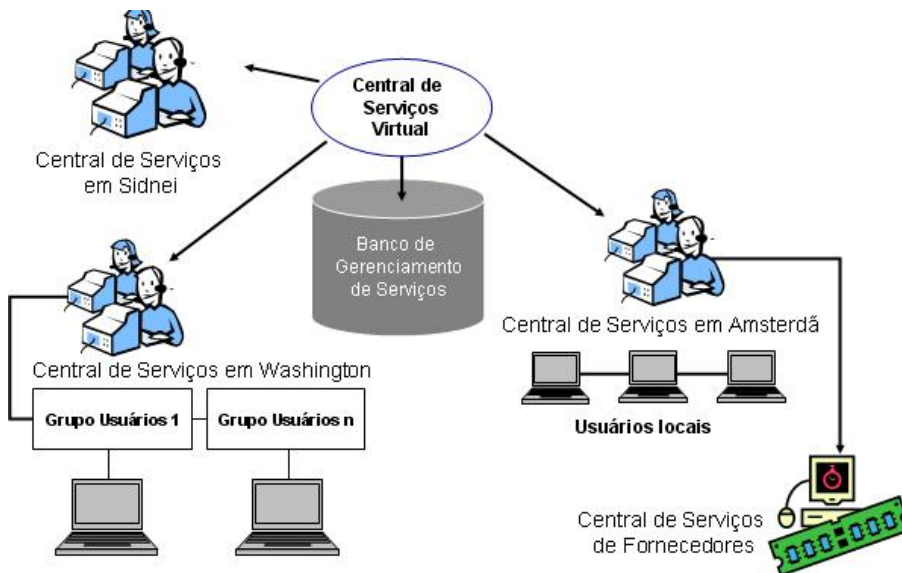 Central de
Serviços
Virtual
Central de Serviços
em Sidnei
Banco de
Gerenciamento
de Serviços
Central de Serviços em Amsterdã
Central de Serviços em Washington
Grupo Usuários 1
Grupo Usuários n
Usuários locais
Central de Serviços
de Fornecedores